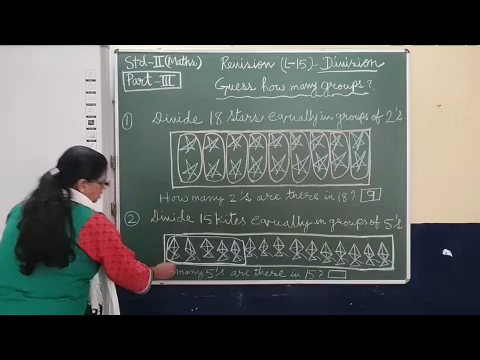 Std-II (Maths) Revision (L-15)- Division
Part-III
Guess how many groups?
① Divide 18 stars equally in groups of 2's
How many 2's are there in 18? 9
② Divide 15 kites equally in groups of 5's
many 5's are there in 15?